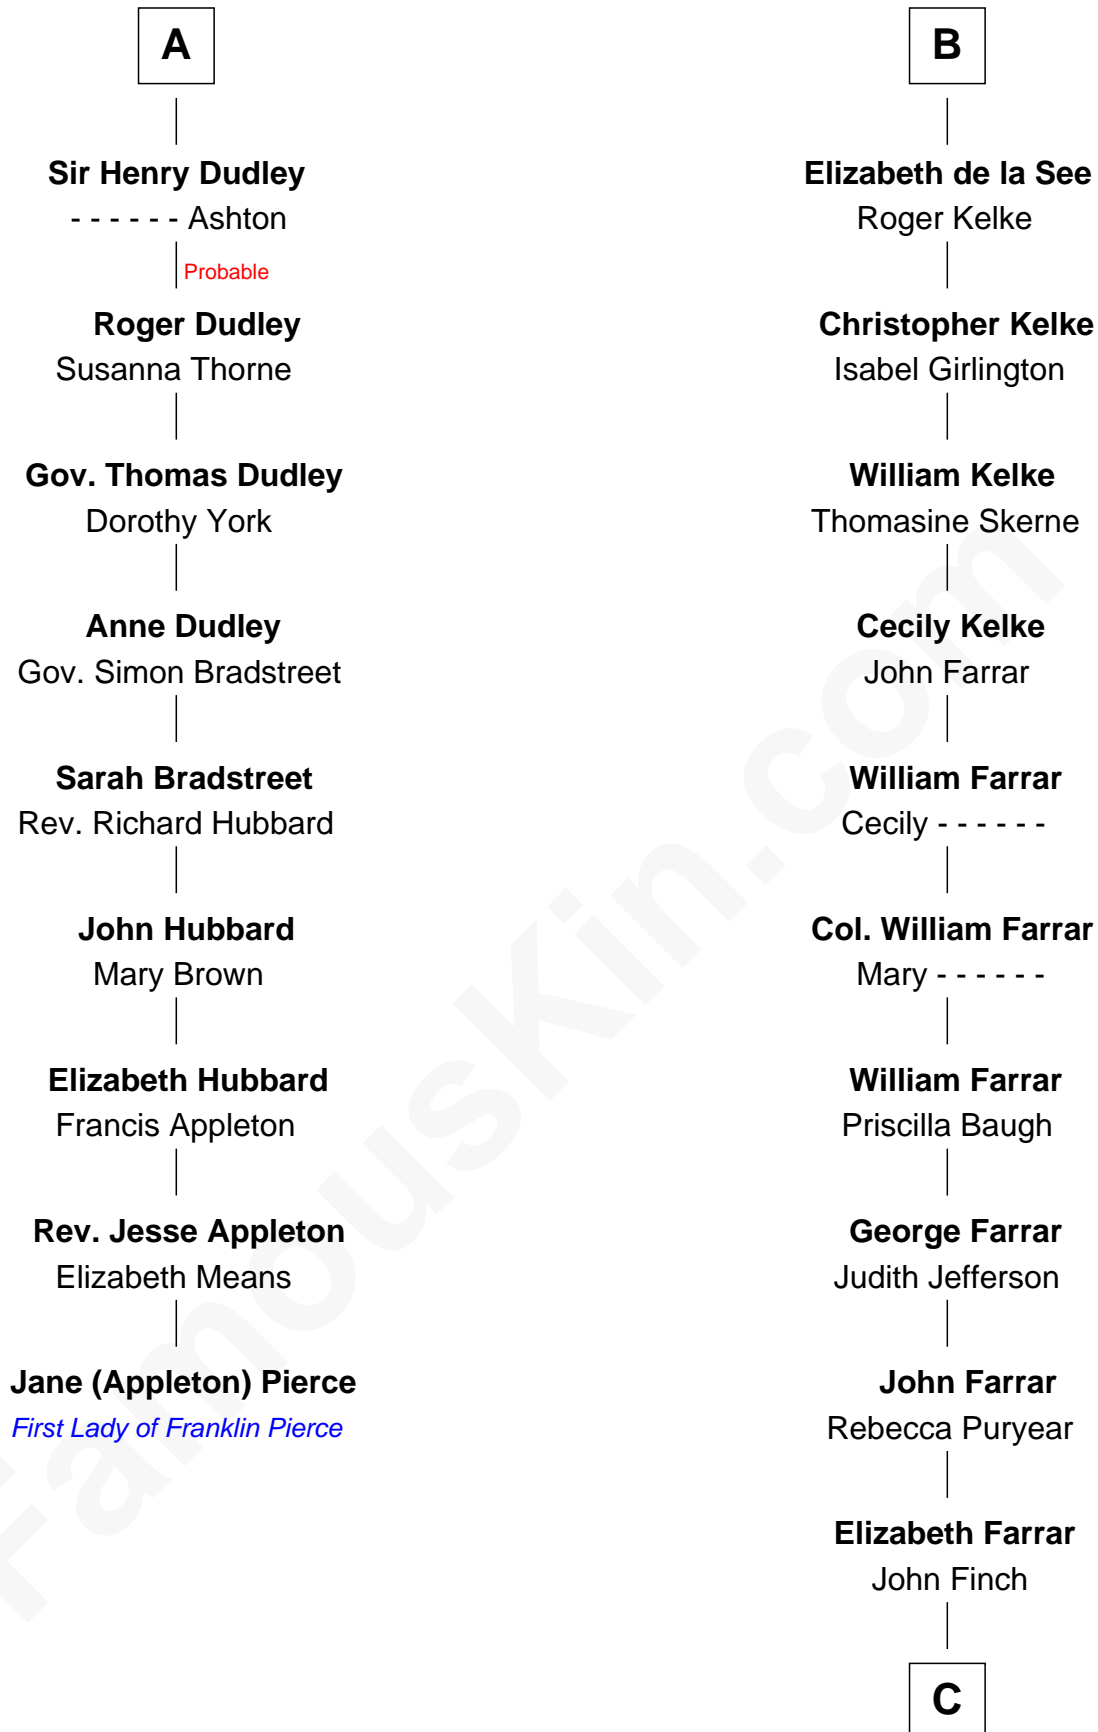 A
Sir Henry Dudley
- - - - - - Ashton
Probable
Roger Dudley
Susanna Thorne
Gov. Thomas Dudley
Dorothy York
Anne Dudley
Gov. Simon Bradstreet
Sarah Bradstreet
Rev. Richard Hubbard
John Hubbard
Mary Brown
Elizabeth Hubbard
Francis Appleton
Rev. Jesse Appleton
Elizabeth Means
Jane (Appleton) Pierce
First Lady of Franklin Pierce
B
Elizabeth de la See
Roger Kelke
Christopher Kelke
Isabel Girlington
William Kelke
Thomasine Skerne
Cecily Kelke
John Farrar
William Farrar
Cecily - - - - - -
Col. William Farrar
Mary - - - - - -
William Farrar
Priscilla Baugh
George Farrar
Judith Jefferson
John Farrar
Rebecca Puryear
Elizabeth Farrar
John Finch
C
FamousKin.com